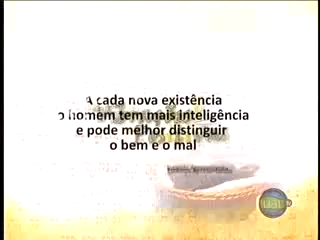 A cada nova existência
o homem tem mais inteligência
e pode melhor distinguir
o bem e o mal